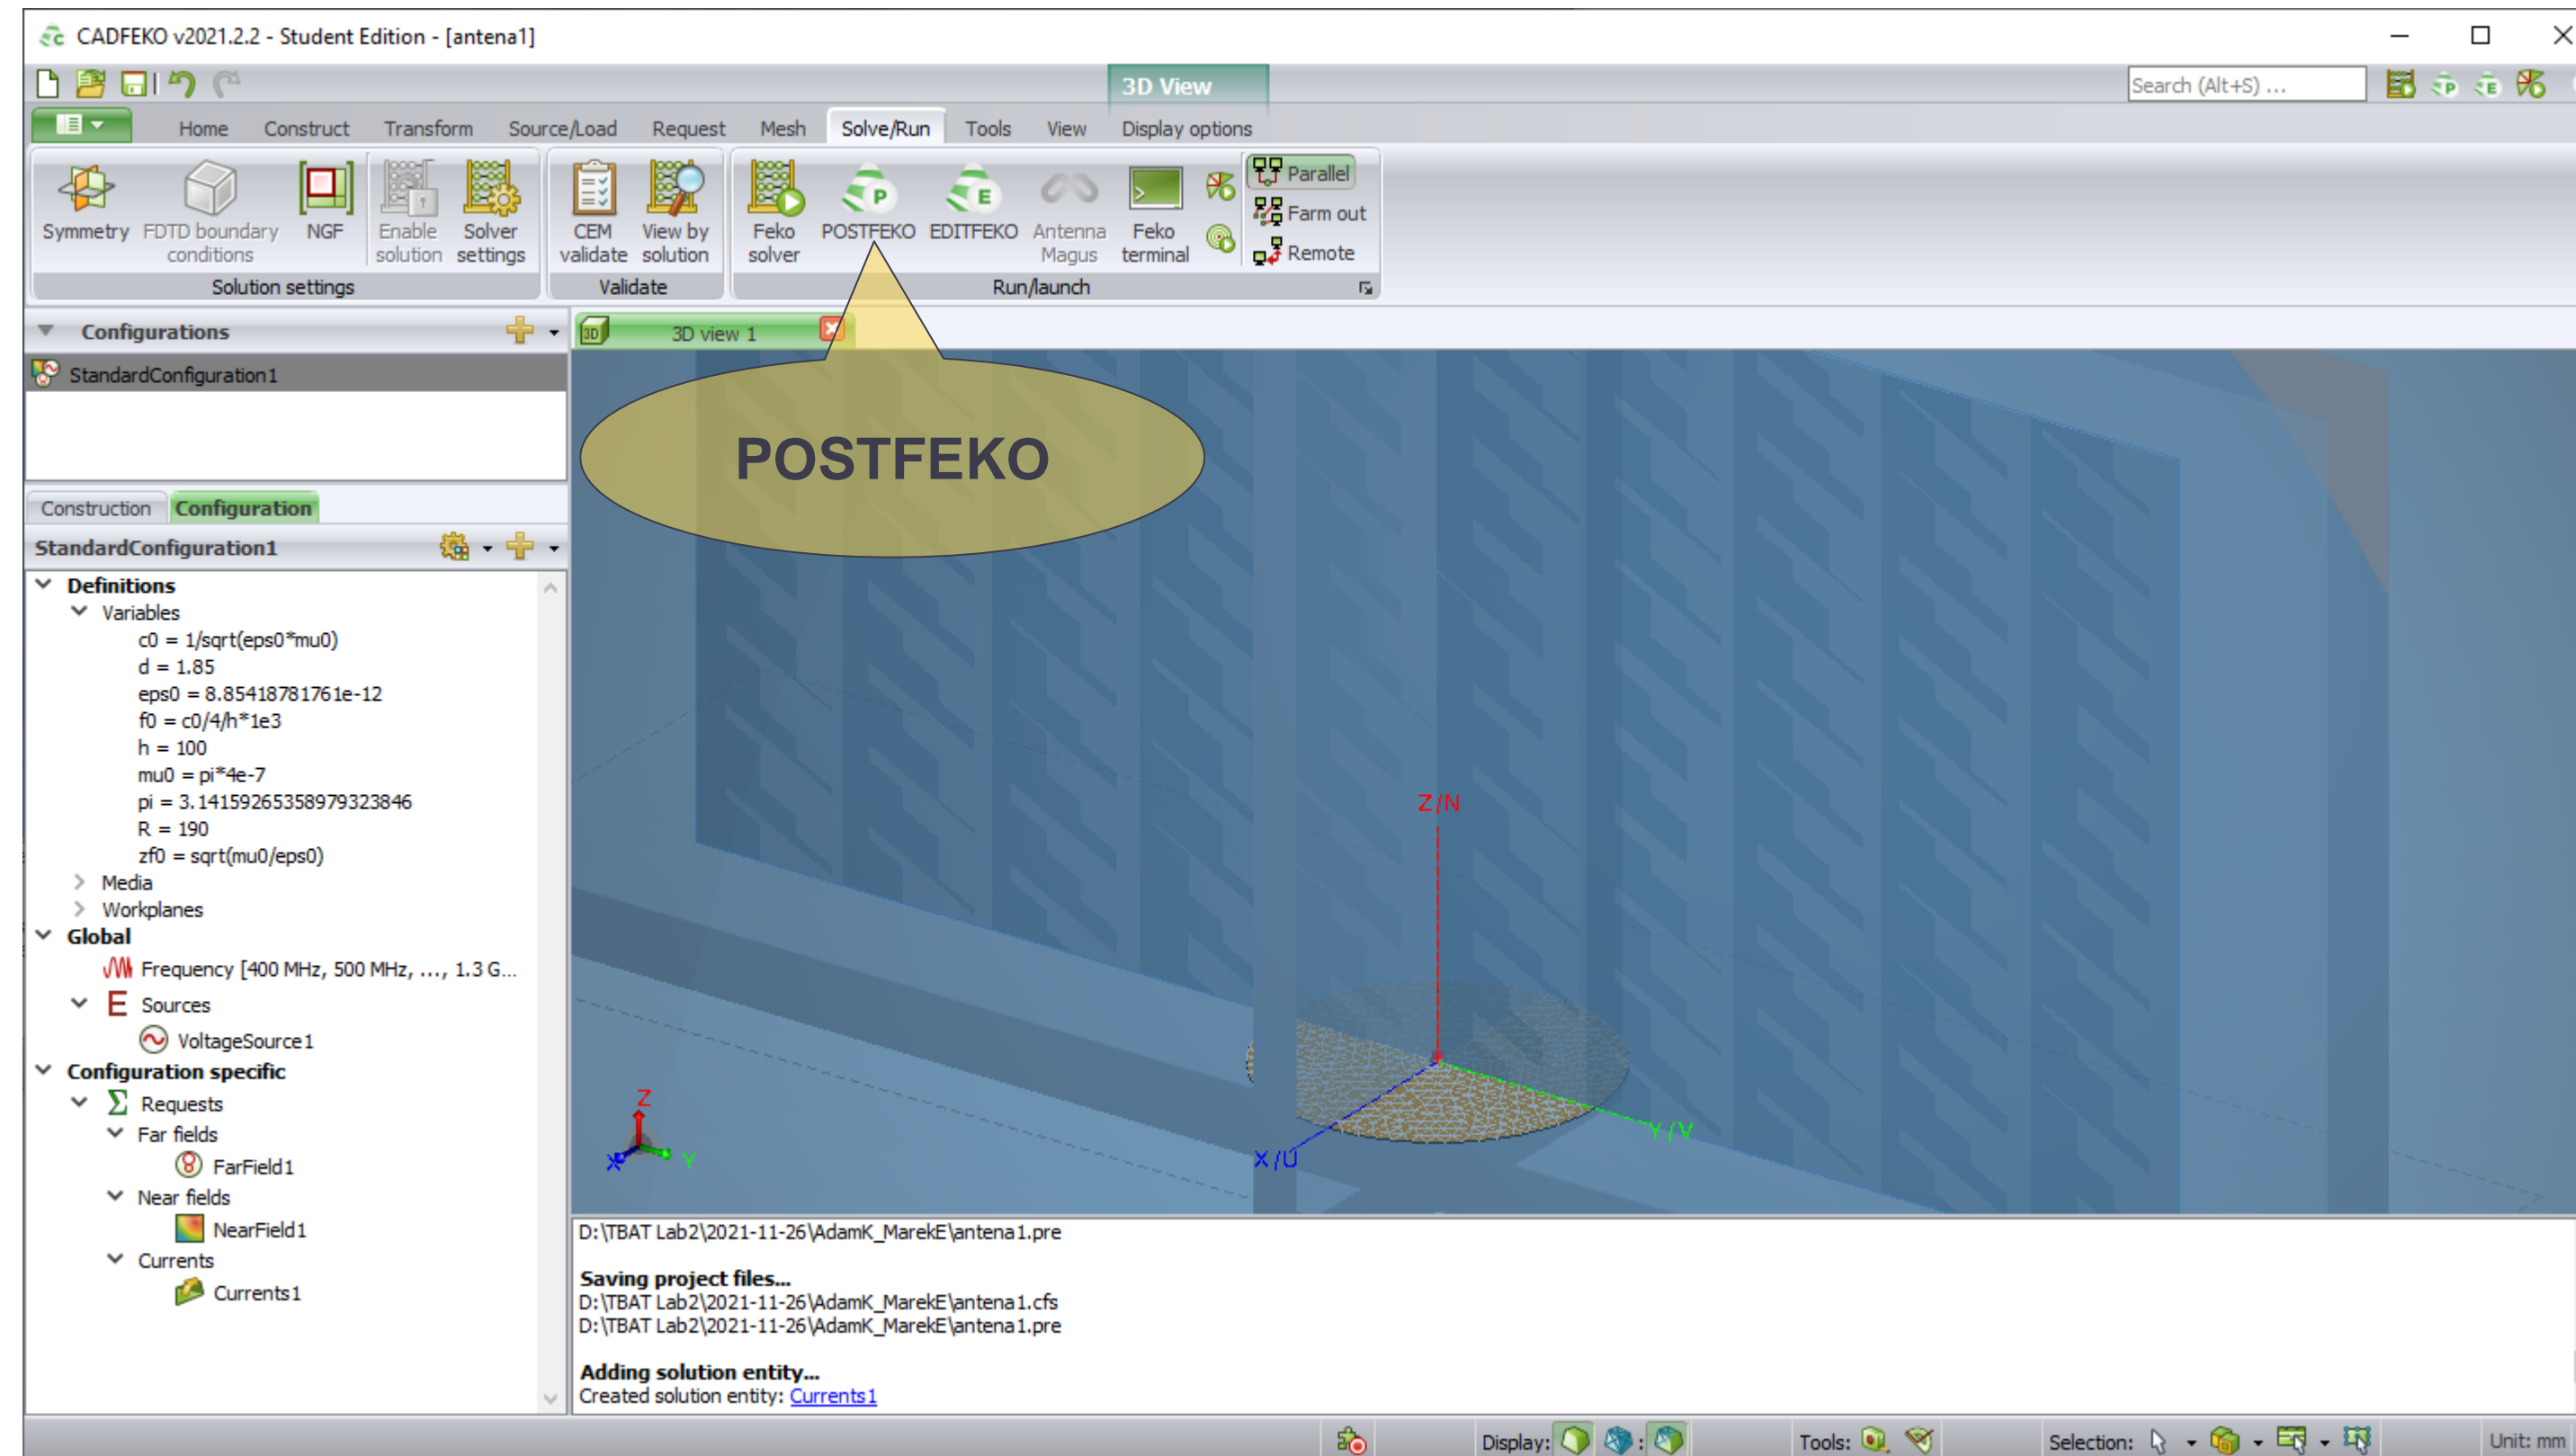 CADFEKO v2021.2.2 - Student Edition - [antena1]
3D View
Search (Alt+S) ...
Home Construct Transform Source/Load Request Mesh Solve/Run Tools View Display options
Symmetry
FDTD boundary conditions
NGF
Enable solution
Solver settings
CEM validate
View by solution
Feko solver
POSTFEKO
EDITFEKO
Antenna Magus
Feko terminal
Parallel
Farm out
Remote
Solution settings
Validate
Run/launch
Configurations
3D view 1
StandardConfiguration1
POSTFEKO
Construction Configuration
StandardConfiguration1
Definitions
Variables
c0 = 1/sqrt(eps0*mu0)
d = 1.85
eps0 = 8.85418781761e-12
f0 = c0/4/h*1e3
h = 100
mu0 = pi*4e-7
pi = 3.14159265358979323846
R = 190
zf0 = sqrt(mu0/eps0)
Media
Workplanes
Global
Frequency [400 MHz, 500 MHz, ..., 1.3 G...
Sources
VoltageSource1
Configuration specific
Requests
Far fields
FarField1
Near fields
NearField1
Currents
Currents1
Z/N
X/U
Y/V
Z
X
Y
D:\TBAT Lab2\2021-11-26\AdamK_MarekE\antena1.pre
Saving project files...
D:\TBAT Lab2\2021-11-26\AdamK_MarekE\antena1.cfs
D:\TBAT Lab2\2021-11-26\AdamK_MarekE\antena1.pre
Adding solution entity...
Created solution entity: Currents1
Display: :
Tools:
Selection:
Unit: mm